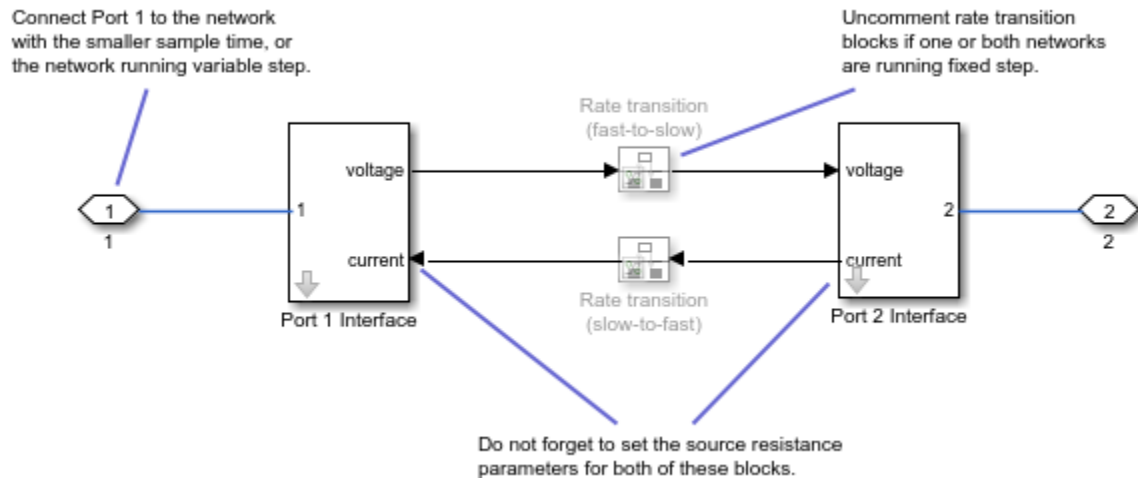 Connect Port 1 to the network
with the smaller sample time, or
the network running variable step.
Uncomment rate transition
blocks if one or both networks
are running fixed step.
Rate transition
(fast-to-slow)
voltage
voltage
1
1
1
2
2
2
current
current
Port 1 Interface
Rate transition
(slow-to-fast)
Port 2 Interface
Do not forget to set the source resistance
parameters for both of these blocks.